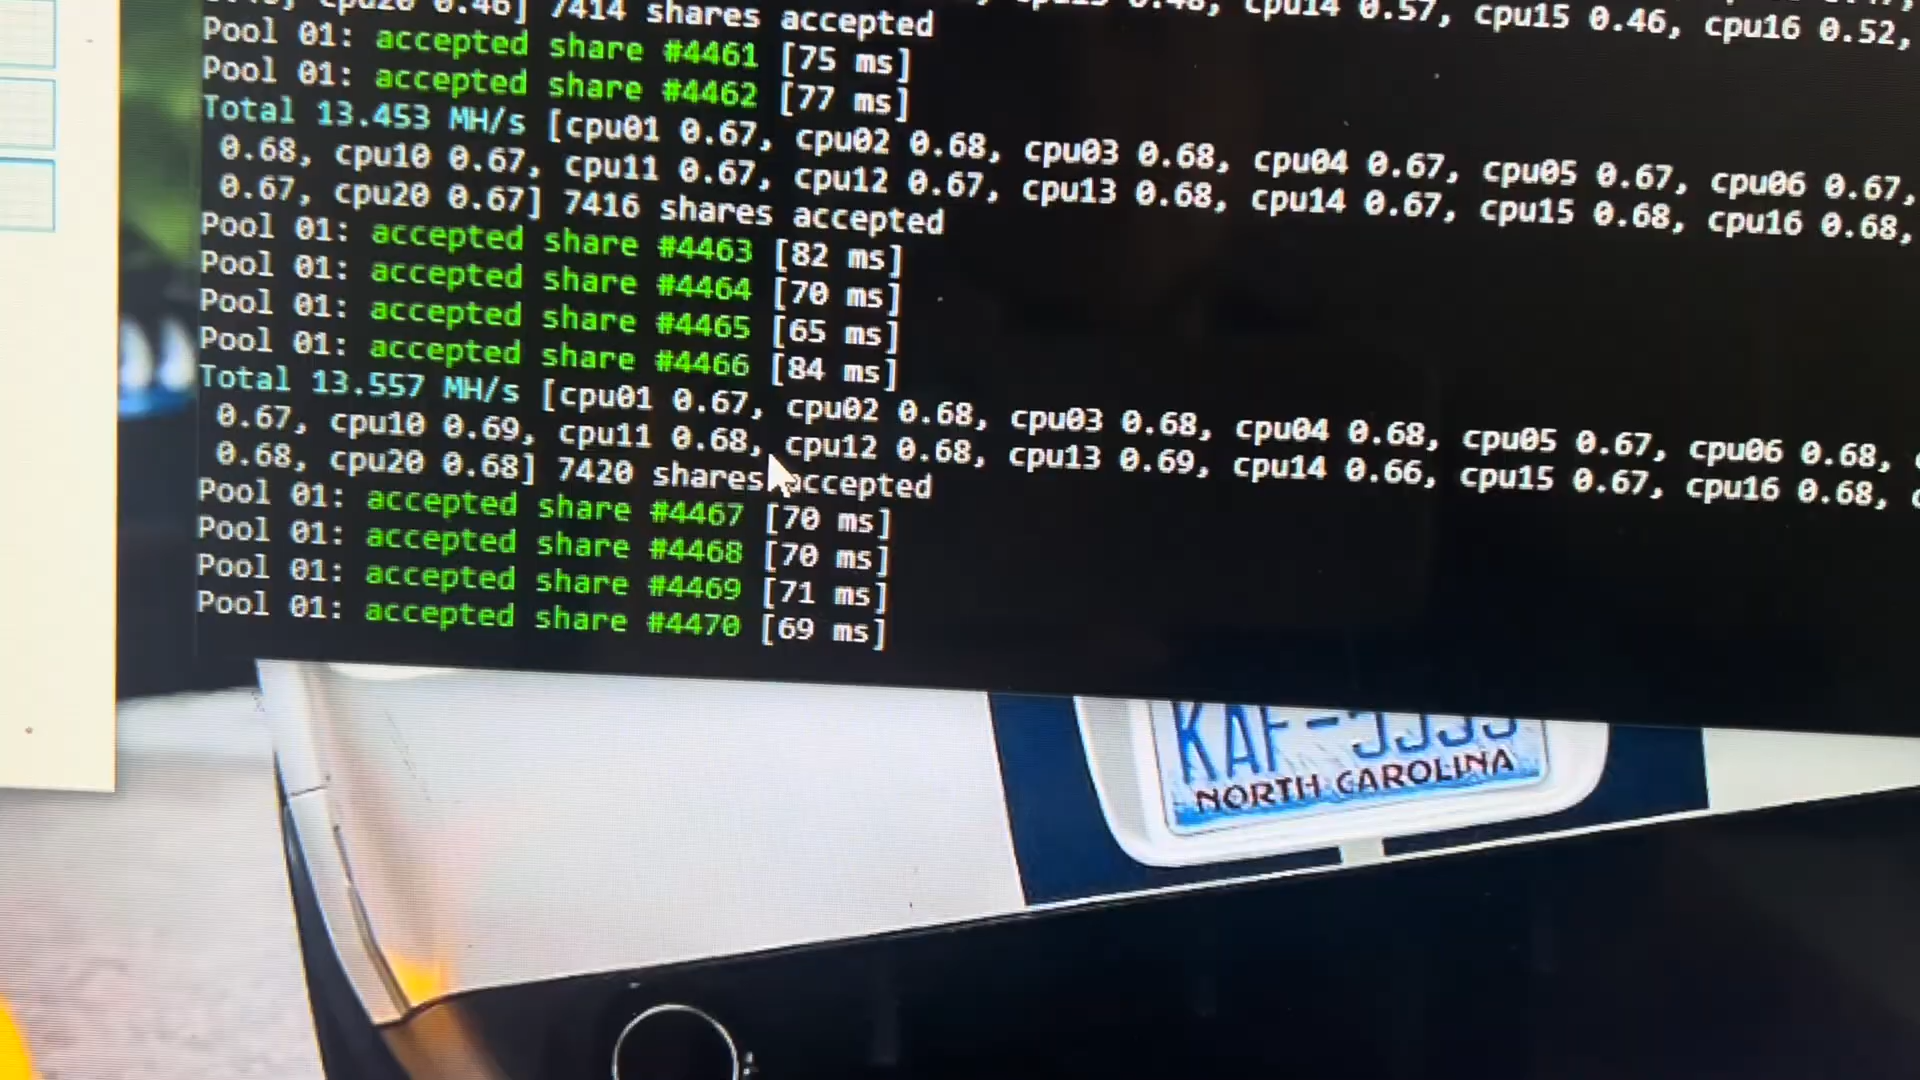 cpu20 0.46] 7414 shares accepted
cpu14 0.57, cpu15 0.46, cpu16 0.52,
Pool 01: accepted share #4461 [75 ms]
Pool 01: accepted share #4462 [77 ms]
Total 13.453 MH/s [cpu01 0.67, cpu02 0.68, cpu03 0.68, cpu04 0.67, cpu05 0.67, cpu06 0.67,
0.68, cpu10 0.67, cpu11 0.67, cpu12 0.67, cpu13 0.68, cpu14 0.67, cpu15 0.68, cpu16 0.68,
0.67, cpu20 0.67] 7416 shares accepted
Pool 01: accepted share #4463 [82 ms]
Pool 01: accepted share #4464 [70 ms]
Pool 01: accepted share #4465 [65 ms]
Pool 01: accepted share #4466 [84 ms]
Total 13.557 MH/s [cpu01 0.67, cpu02 0.68, cpu03 0.68, cpu04 0.68, cpu05 0.67, cpu06 0.68,
0.67, cpu10 0.69, cpu11 0.68, cpu12 0.68, cpu13 0.69, cpu14 0.66, cpu15 0.67, cpu16 0.68,
0.68, cpu20 0.68] 7420 shares accepted
Pool 01: accepted share #4467 [70 ms]
Pool 01: accepted share #4468 [70 ms]
Pool 01: accepted share #4469 [71 ms]
Pool 01: accepted share #4470 [69 ms]
NORTH CAROLINA